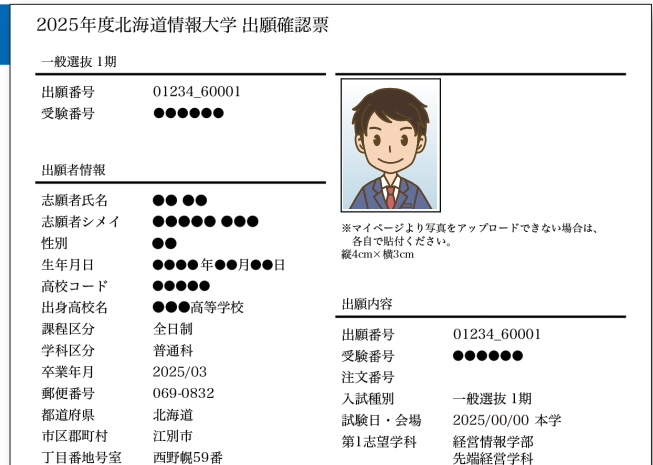 2025年度北海道情報大学 出願確認票
一般選抜 1期
出願番号 01234_60001
受験番号 ●●●●●●
出願者情報
志願者氏名 ●● ●●
志願者シメイ ●●●●● ●●●
性別 ●●
生年月日 ●●●●年●●月●●日
高校コード ●●●●●
出身高校名 ●●●高等学校
課程区分 全日制
学科区分 普通科
卒業年月 2025/03
郵便番号 069-0832
都道府県 北海道
市区郡町村 江別市
丁目番地号室 西野幌59番
※マイページより写真をアップロードできない場合は、
各自で貼付ください。
縦4cm×横3cm
出願内容
出願番号 01234_60001
受験番号 ●●●●●●
注文番号
入試種別 一般選抜 1期
試験日・会場 2025/00/00 本学
第1志望学科 経営情報学部
先端経営学科